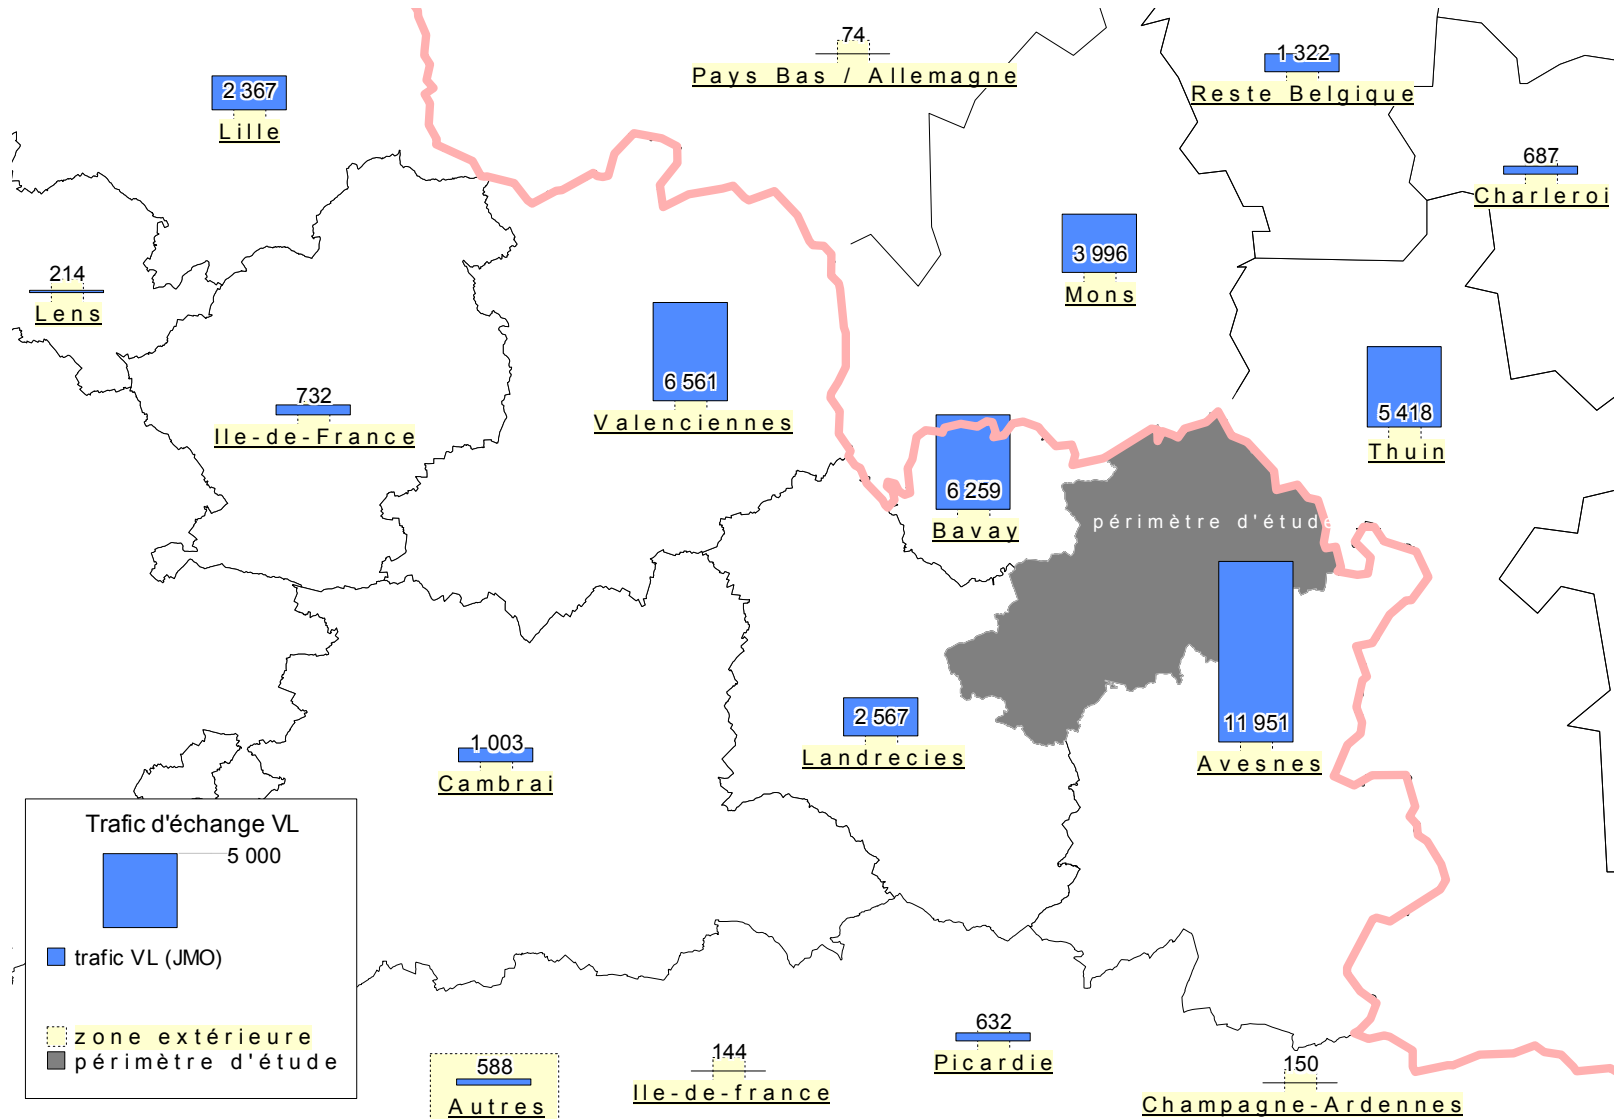 74
Pays Bas / Allemagne
1 322
Reste Belgique
2 367
Lille
687
Charleroi
3 996
Mons
214
Lens
6 561
Valenciennes
732
Ile-de-France
5 418
Thuin
6 259
Bavay
périmètre d'étude
11 951
Avesnes
2 567
Landrecies
1 003
Cambrai
Trafic d'échange VL
5 000
trafic VL (JMO)
zone extérieure
périmètre d'étude
588
Autres
144
Ile-de-france
632
Picardie
150
Champagne-Ardennes